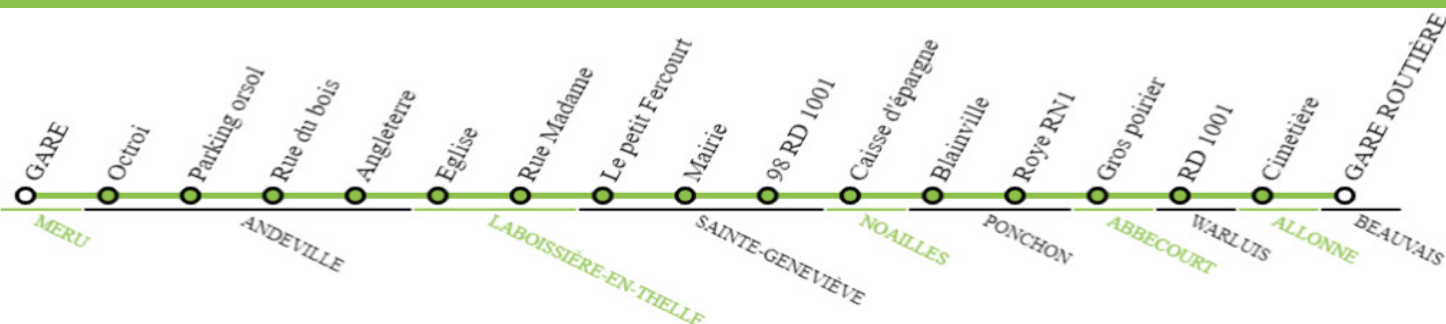 GARE
Octroi
Parking orsol
Rue du bois
Angleterre
Eglise
Rue Madame
Le petit Fercourt
Mairie
98 RD 1001
Caisse d'épargne
Blainville
Roye RN1
Gros poirier
RD 1001
Cimetière
GARE ROUTIÈRE
MERU
ANDEVILLE
LABOISSIÈRE-EN-THELLE
SAINTE-GENEVIÈVE
NOAILLES
PONCHON
ABBECOURT
WARLUIS
ALLONNE
BEAUVAIS